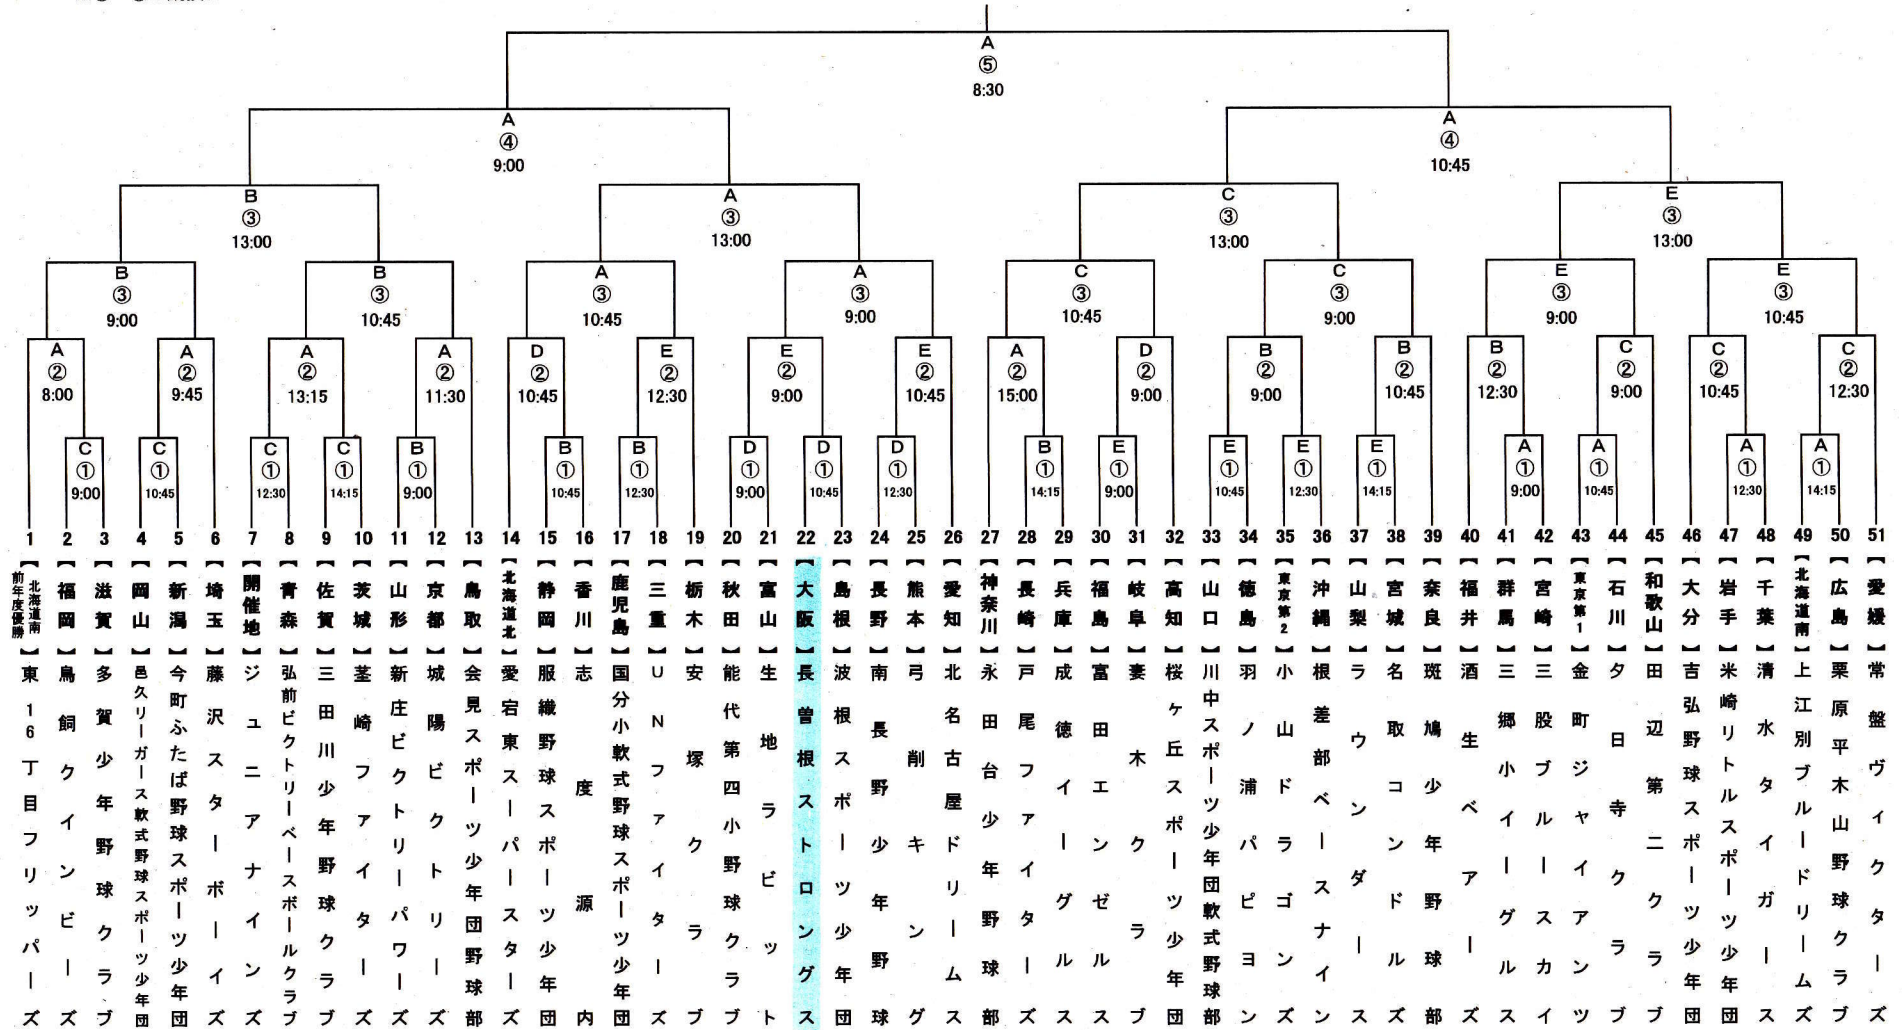 A
⑤
8:30
A
④
9:00
A
④
10:45
B
③
13:00
A
③
13:00
C
③
13:00
E
③
13:00
B
③
9:00
B
③
10:45
A
③
10:45
A
③
9:00
C
③
10:45
C
③
9:00
E
③
9:00
E
③
10:45
A
②
8:00
A
②
9:45
A
②
13:15
A
②
11:30
D
②
10:45
E
②
12:30
E
②
9:00
E
②
10:45
A
②
15:00
D
②
9:00
B
②
9:00
B
②
10:45
B
②
12:30
C
②
9:00
C
②
10:45
C
②
12:30
C
①
9:00
C
①
10:45
C
①
12:30
C
①
14:15
B
①
9:00
B
①
10:45
B
①
12:30
D
①
9:00
D
①
10:45
D
①
12:30
B
①
14:15
E
①
9:00
E
①
10:45
E
①
12:30
E
①
14:15
A
①
9:00
A
①
10:45
A
①
12:30
A
①
14:15
1【北海道南 前年度優勝】東16丁目フリッパーズ
2【福岡】鳥飼クインビーズ
3【滋賀】多賀少年野球クラブ
4【岡山】邑久リーガース軟式野球スポーツ少年団
5【新潟】今町ふたば野球スポーツ少年団
6【埼玉】藤沢スターボーイズ
7【開催地】ジュニアナインズ
8【青森】弘前ビクトリーベースボールクラブ
9【佐賀】三田川少年野球クラブ
10【茨城】茎崎ファイターズ
11【山形】新庄ビクトリーパワーズ
12【京都】城陽ビクトリーズ
13【鳥取】会見スポーツ少年団野球部
14【北海道北】愛宕東スーパースターズ
15【静岡】服織野球スポーツ少年団
16【香川】志度源内
17【鹿児島】国分小軟式野球スポーツ少年団
18【三重】UNファイターズ
19【栃木】安塚クラブ
20【秋田】能代第四小野球クラブ
21【富山】生地ラビット
22【大阪】長曽根ストロングス
23【島根】波根スポーツ少年団
24【長野】南長野少年野球
25【熊本】弓削キング
26【愛知】北名古屋ドリームス
27【神奈川】永田台少年野球部
28【長崎】戸尾ファイターズ
29【兵庫】成徳イーグルス
30【福島】富田エンゼルス
31【岐阜】妻木クラブ
32【高知】桜ヶ丘スポーツ少年団
33【山口】川中スポーツ少年団軟式野球部
34【徳島】羽ノ浦パピヨン
35【東京第2】小山ドラゴンズ
36【沖縄】根差部ベースナイン
37【山梨】ラウンダース
38【宮城】名取コンドルズ
39【奈良】斑鳩少年野球部
40【福井】酒生ベアーズ
41【群馬】三郷小イーグルス
42【宮崎】三股ブルースカイ
43【東京第1】金町ジャイアンツ
44【石川】夕日寺クラブ
45【和歌山】田辺第二クラブ
46【大分】吉弘野球スポーツ少年団
47【岩手】米崎リトルスポーツ少年団
48【千葉】清水タイガース
49【北海道南】上江別ブルードリームズ
50【広島】栗原平木山野球クラブ
51【愛媛】常盤ヴィクターズ